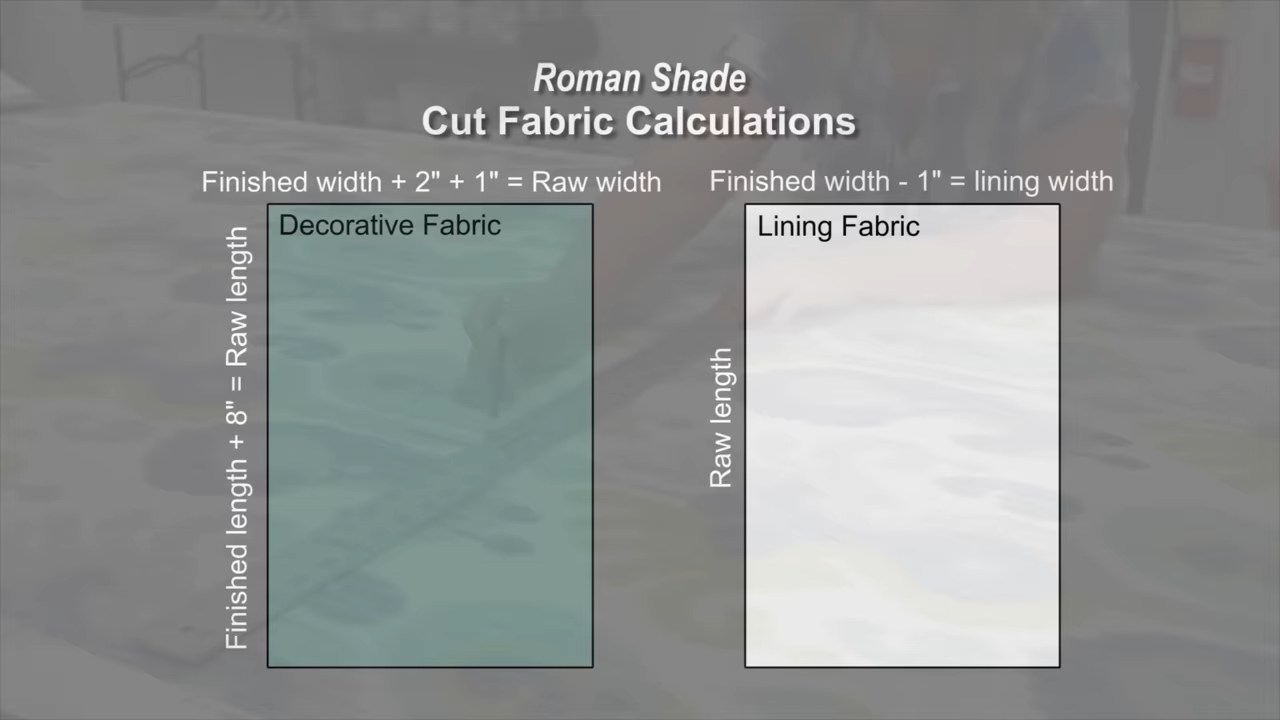 Roman Shade
Cut Fabric Calculations
Finished width + 2" + 1" = Raw width
Decorative Fabric
Finished length + 8" = Raw length
Finished width - 1" = lining width
Lining Fabric
Raw length